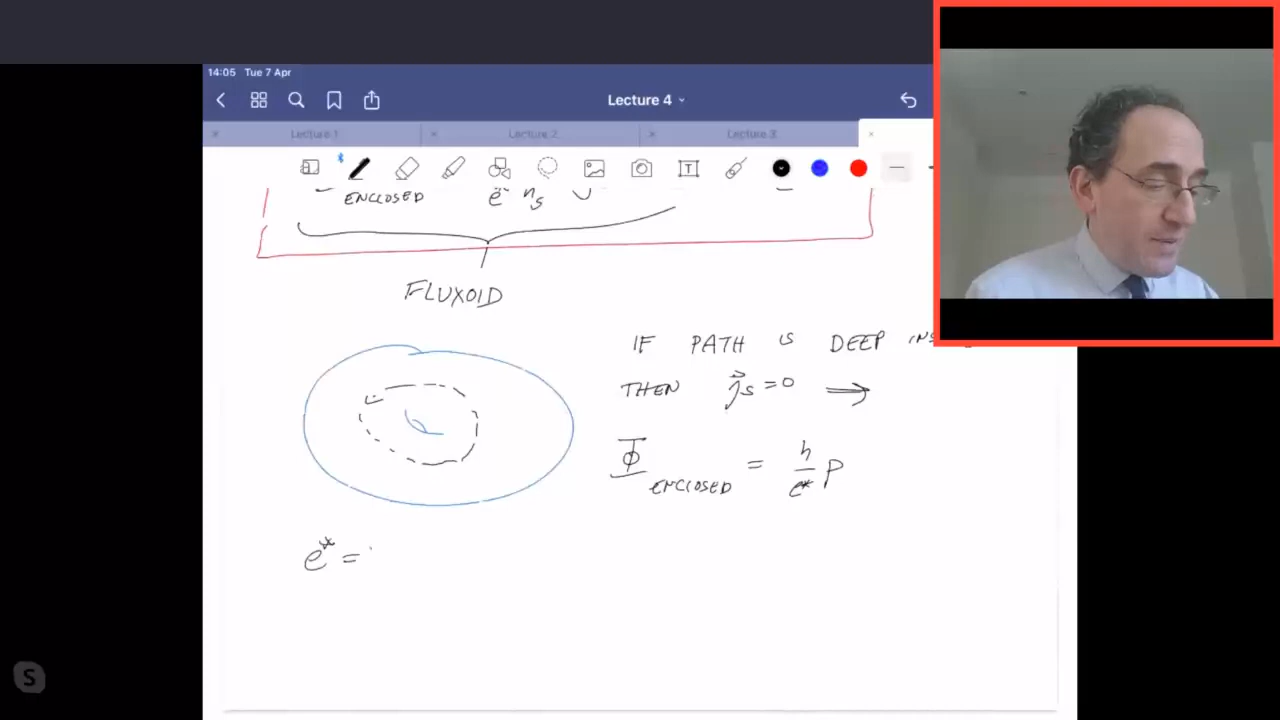 14:05 Tue 7 Apr
Lecture 4
Lecture 1
Lecture 2
Lecture 3
T
ENCLOSED e* n_s
FLUXOID
IF PATH IS DEEP
THEN j⃗s = 0 ⟹
Φ ENCLOSED = h/e* p
e* =
S